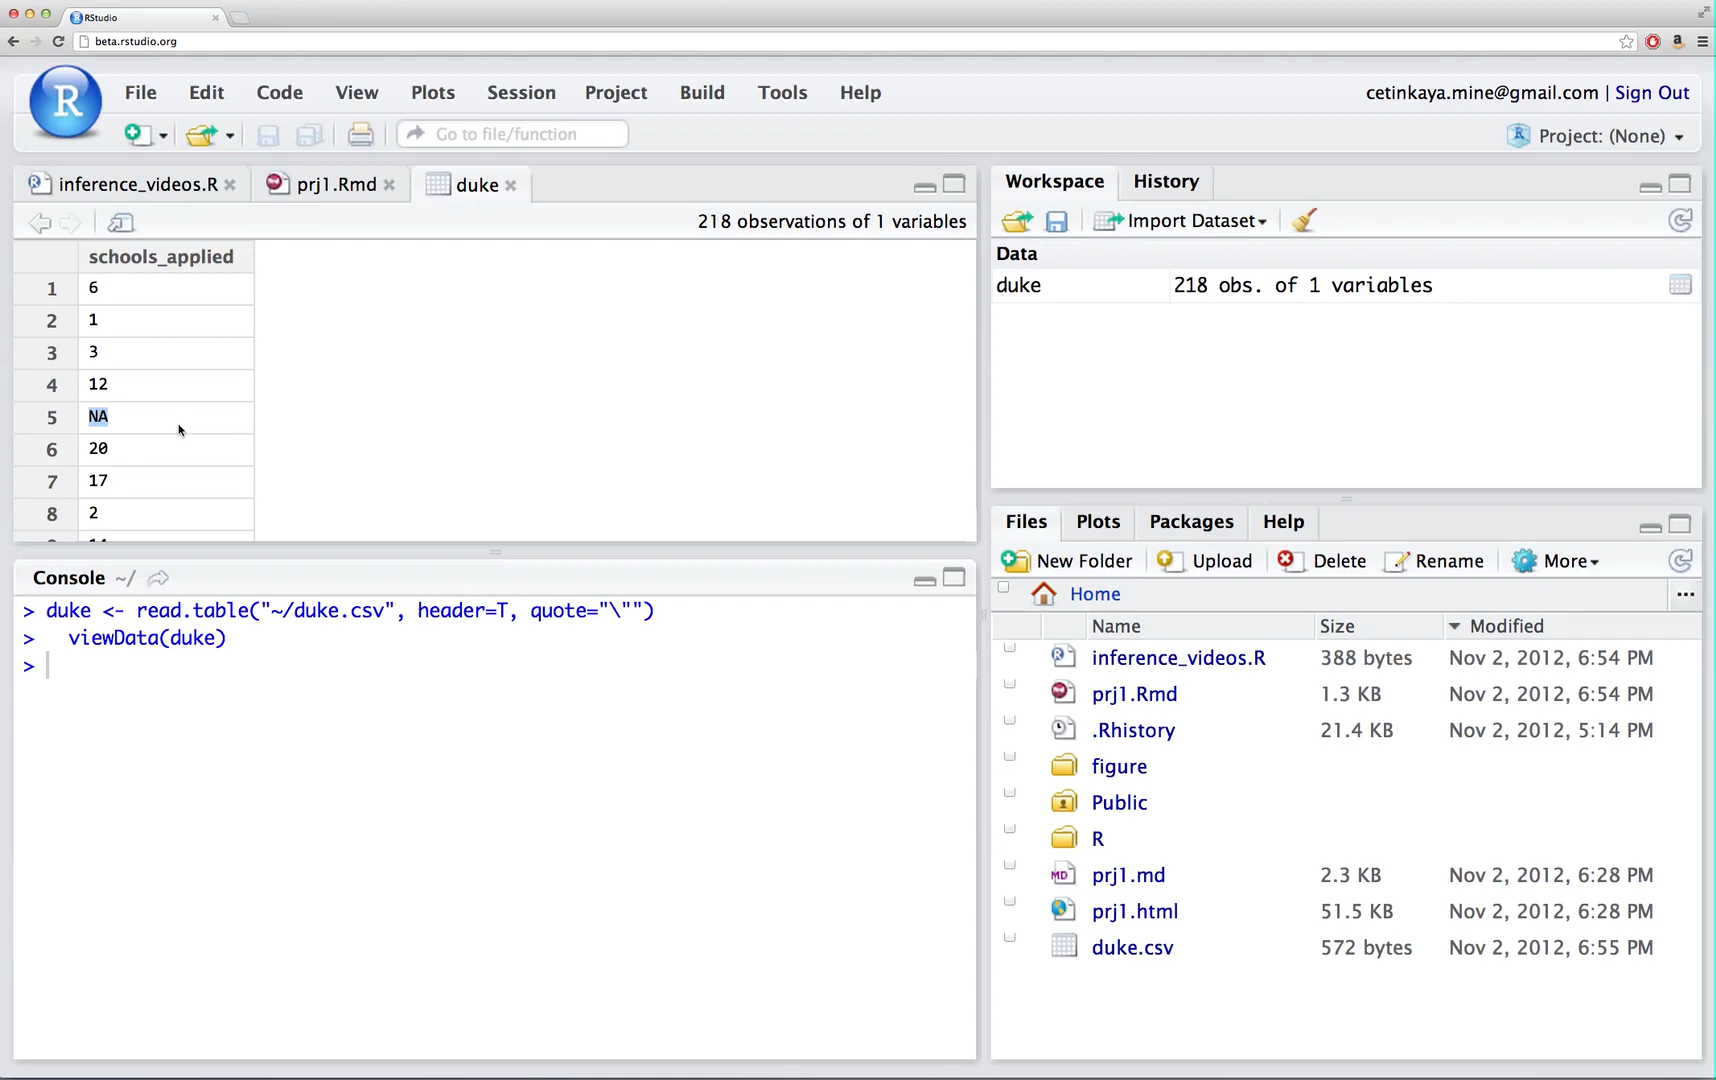 RStudio
beta.rstudio.org
R
File Edit Code View Plots Session Project Build Tools Help
cetinkaya.mine@gmail.com | Sign Out
Go to file/function
R Project: (None)
inference_videos.R
prj1.Rmd
duke
218 observations of 1 variables
schools_applied
1 6
2 1
3 3
4 12
5 NA
6 20
7 17
8 2
Console ~/
> duke <- read.table("~/duke.csv", header=T, quote="\"")
> viewData(duke)
>
Workspace History
Import Dataset
Data
duke 218 obs. of 1 variables
Files Plots Packages Help
New Folder Upload Delete Rename More
Home ...
Name Size Modified
inference_videos.R 388 bytes Nov 2, 2012, 6:54 PM
prj1.Rmd 1.3 KB Nov 2, 2012, 6:54 PM
.Rhistory 21.4 KB Nov 2, 2012, 5:14 PM
figure
Public
R
MD prj1.md 2.3 KB Nov 2, 2012, 6:28 PM
prj1.html 51.5 KB Nov 2, 2012, 6:28 PM
duke.csv 572 bytes Nov 2, 2012, 6:55 PM